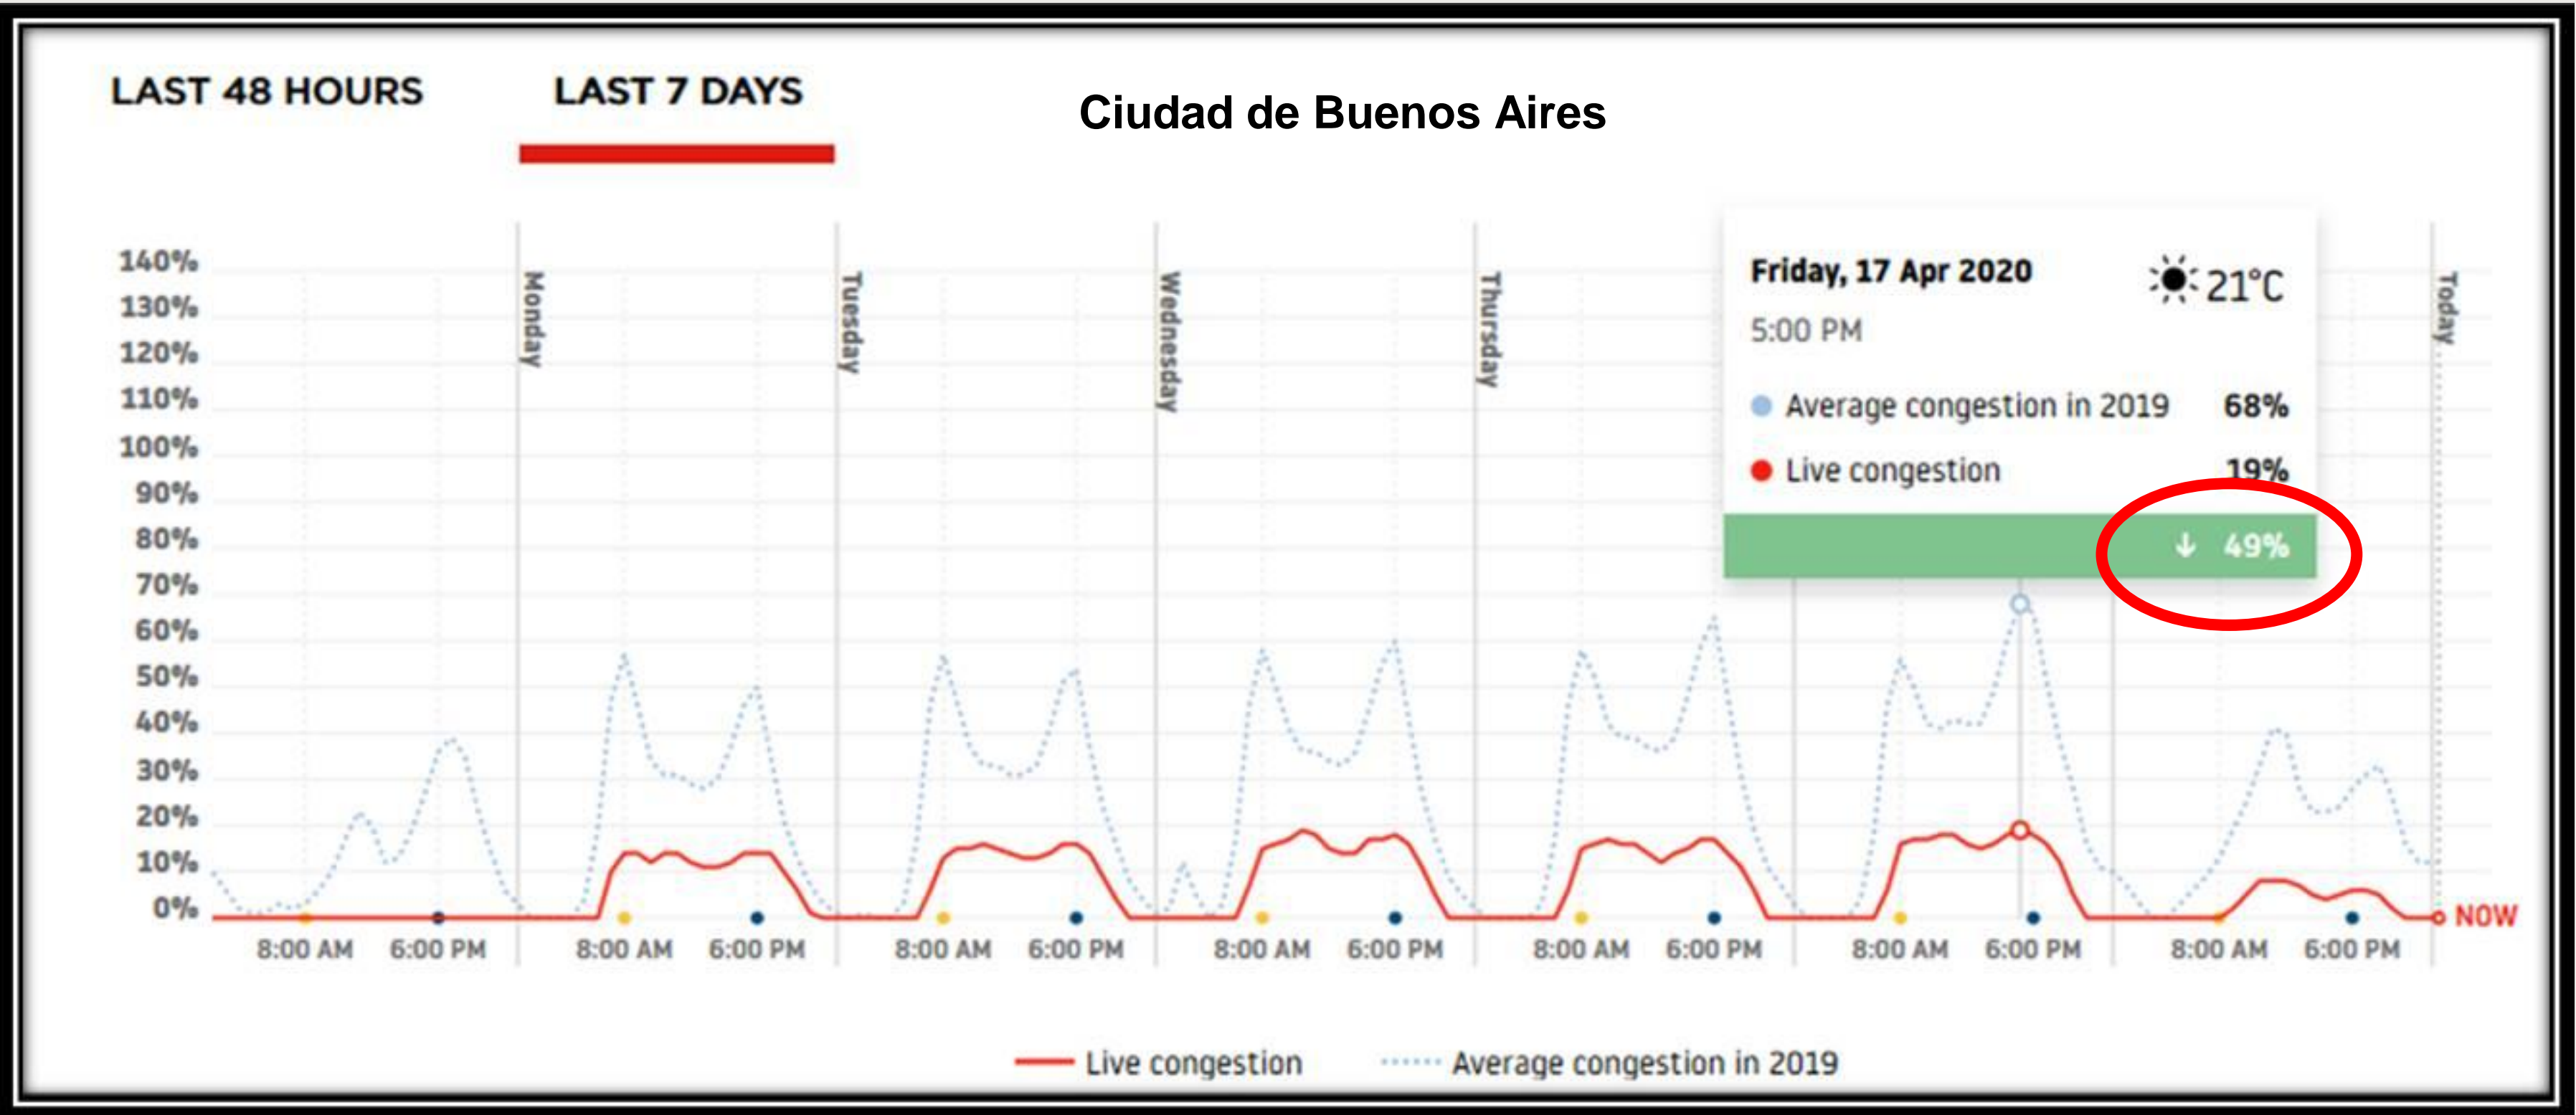 LAST 48 HOURS
LAST 7 DAYS
Ciudad de Buenos Aires
140%
130%
120%
110%
100%
90%
80%
70%
60%
50%
40%
30%
20%
10%
0%
Monday
Tuesday
Wednesday
Thursday
Today
Friday, 17 Apr 2020
21°C
5:00 PM
Average congestion in 2019 68%
Live congestion 19%
↓ 49%
8:00 AM 6:00 PM 8:00 AM 6:00 PM 8:00 AM 6:00 PM 8:00 AM 6:00 PM 8:00 AM 6:00 PM 8:00 AM 6:00 PM 8:00 AM 6:00 PM
NOW
Live congestion
Average congestion in 2019